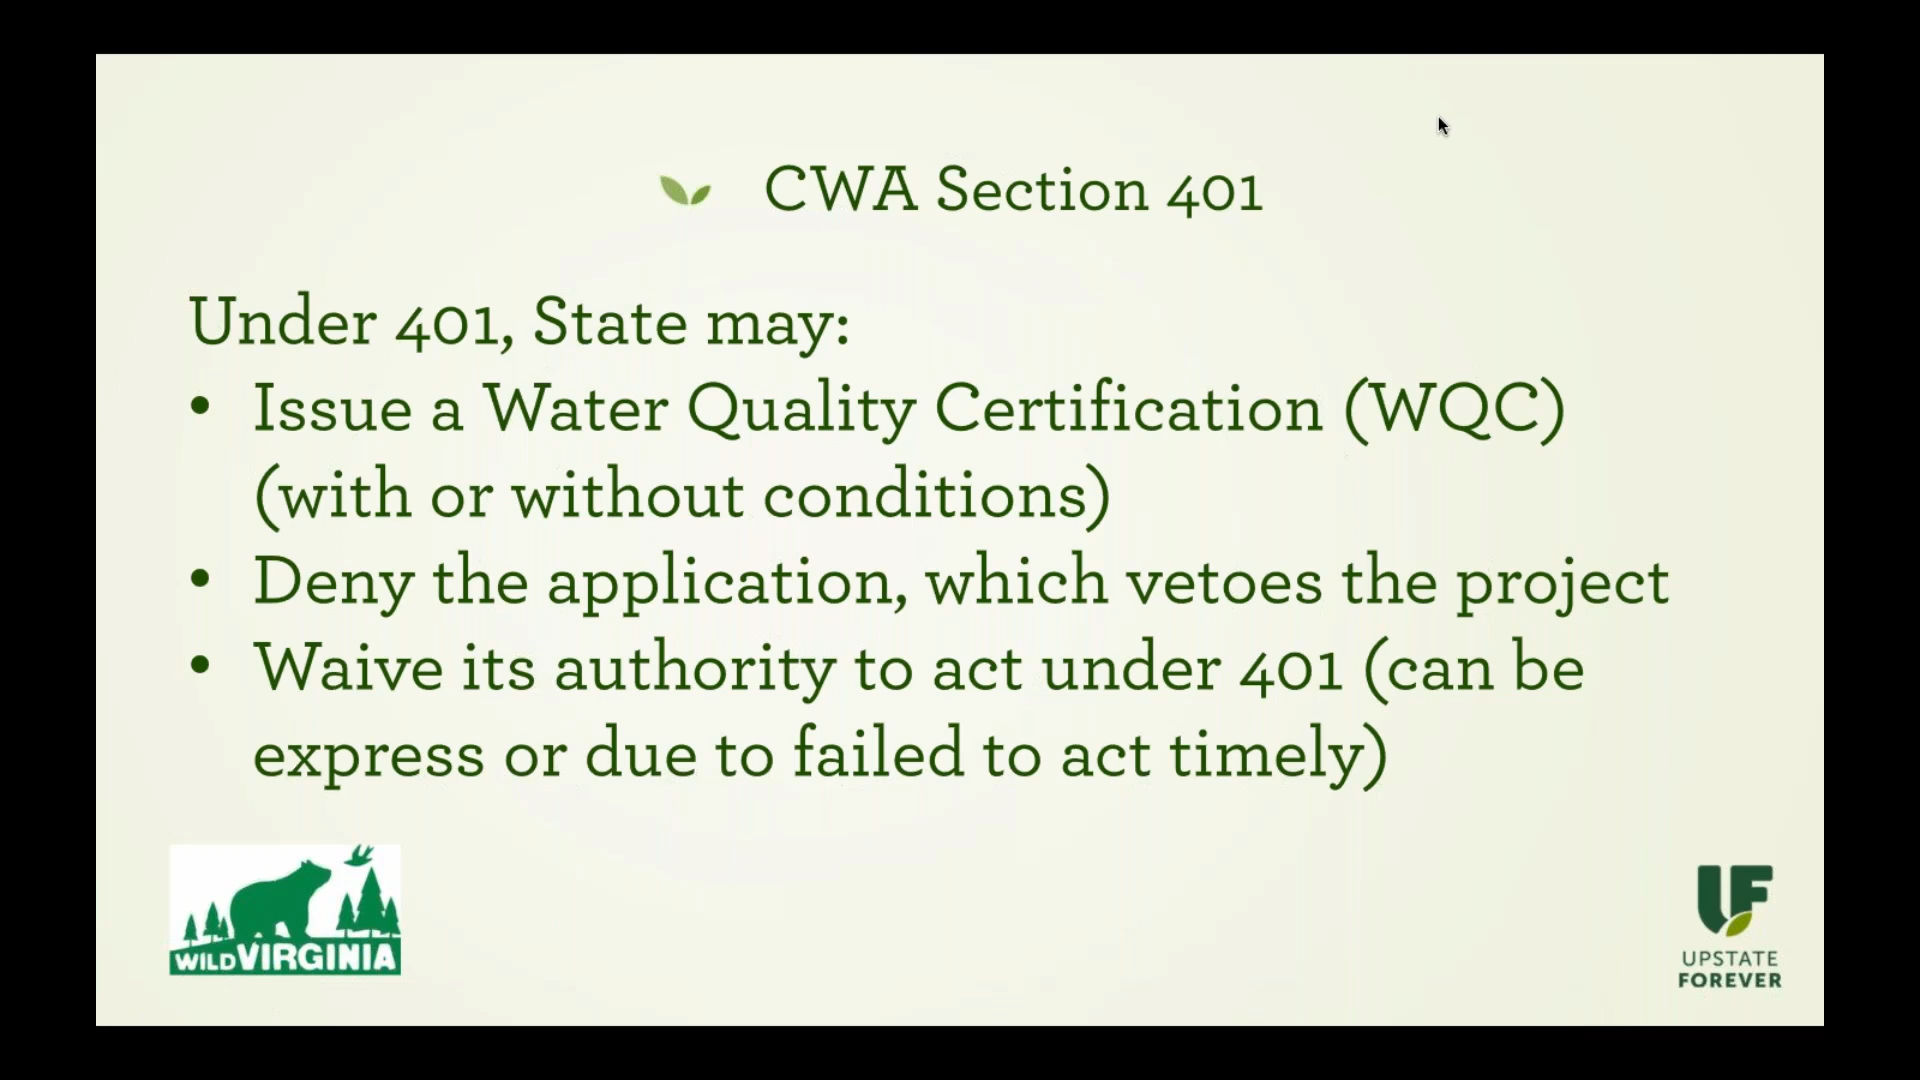 CWA Section 401
Under 401, State may:
• Issue a Water Quality Certification (WQC)
(with or without conditions)
• Deny the application, which vetoes the project
• Waive its authority to act under 401 (can be
express or due to failed to act timely)
WILDVIRGINIA
UF
UPSTATE
FOREVER